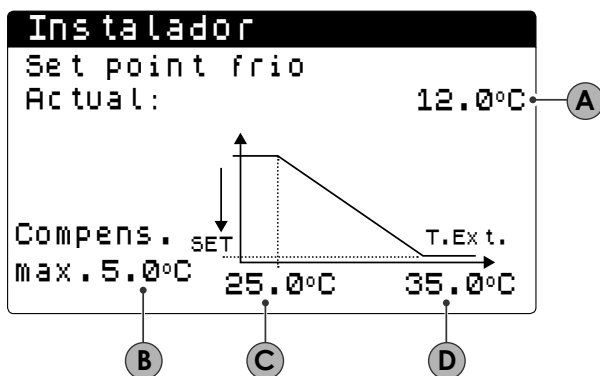 Instalador
Set point frio
Actual: 12.0ºC
A
Compens. SET T.Ext.
max.5.0ºC 25.0ºC 35.0ºC
B C D